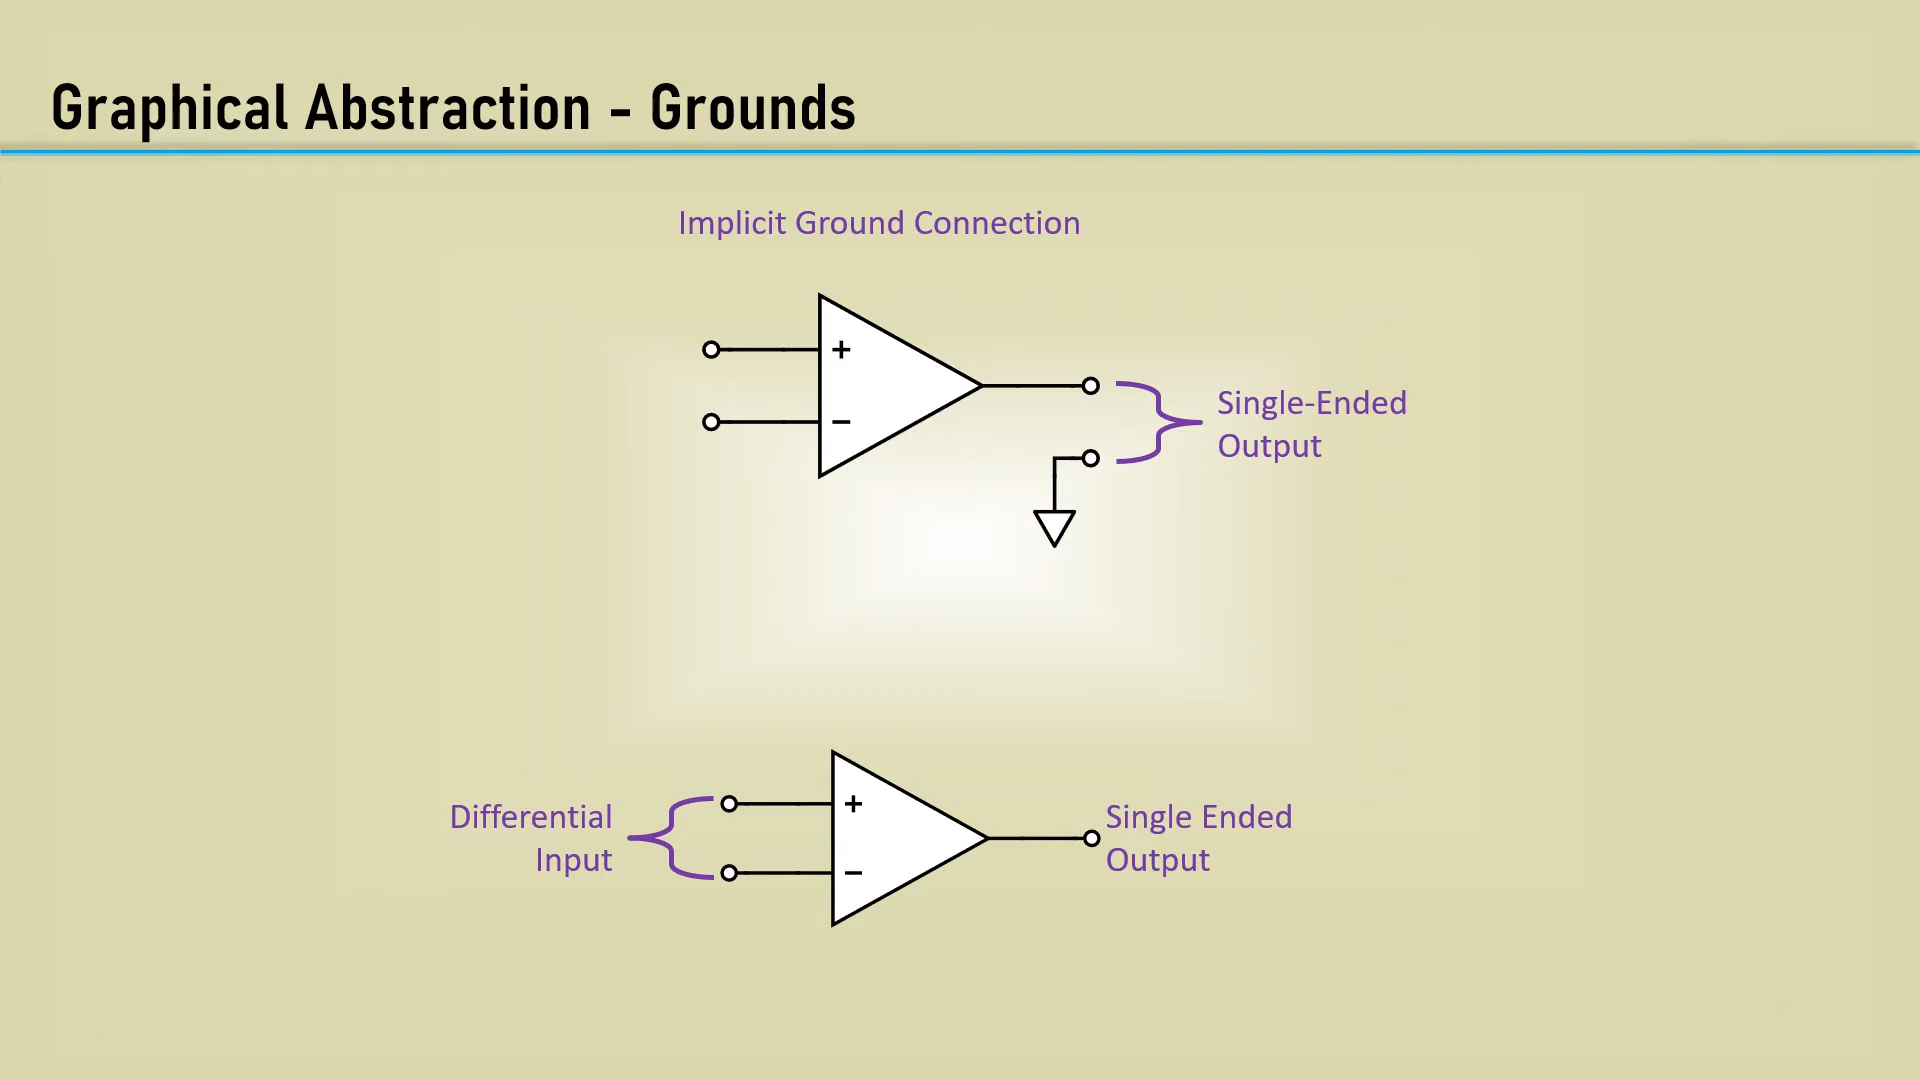 Graphical Abstraction - Grounds
Implicit Ground Connection
+
−
Single-Ended
Output
Differential
Input
+
−
Single Ended
Output